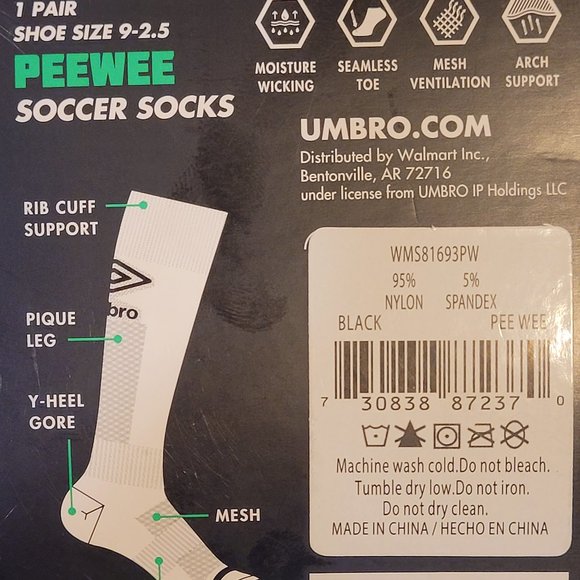 1 PAIR
SHOE SIZE 9-2.5
PEEWEE
SOCCER SOCKS
MOISTURE
WICKING
SEAMLESS
TOE
MESH
VENTILATION
ARCH
SUPPORT
UMBRO.COM
Distributed by Walmart Inc.,
Bentonville, AR 72716
under license from UMBRO IP Holdings LLC
RIB CUFF
SUPPORT
bro
PIQUE
LEG
Y-HEEL
GORE
MESH
WMS81693PW
95% 5%
NYLON SPANDEX
BLACK PEE WEE
7 30838 87237 0
Machine wash cold.Do not bleach.
Tumble dry low.Do not iron.
Do not dry clean.
MADE IN CHINA / HECHO EN CHINA